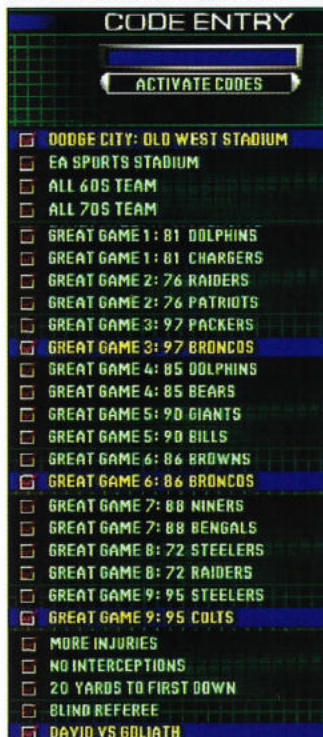 CODE ENTRY
ACTIVATE CODES
DODGE CITY: OLD WEST STADIUM
EA SPORTS STADIUM
ALL 60S TEAM
ALL 70S TEAM
GREAT GAME 1: 81 DOLPHINS
GREAT GAME 1: 81 CHARGERS
GREAT GAME 2: 76 RAIDERS
GREAT GAME 2: 76 PATRIOTS
GREAT GAME 3: 97 PACKERS
GREAT GAME 3: 97 BRONCOS
GREAT GAME 4: 85 DOLPHINS
GREAT GAME 4: 85 BEARS
GREAT GAME 5: 90 GIANTS
GREAT GAME 5: 90 BILLS
GREAT GAME 6: 86 BROWNS
GREAT GAME 6: 86 BRONCOS
GREAT GAME 7: 88 NINERS
GREAT GAME 7: 88 BENGALS
GREAT GAME 8: 72 STEELERS
GREAT GAME 8: 72 RAIDERS
GREAT GAME 9: 95 STEELERS
GREAT GAME 9: 95 COLTS
MORE INJURIES
NO INTERCEPTIONS
20 YARDS TO FIRST DOWN
BLIND REFEREE
DAVID VS GOLIATH